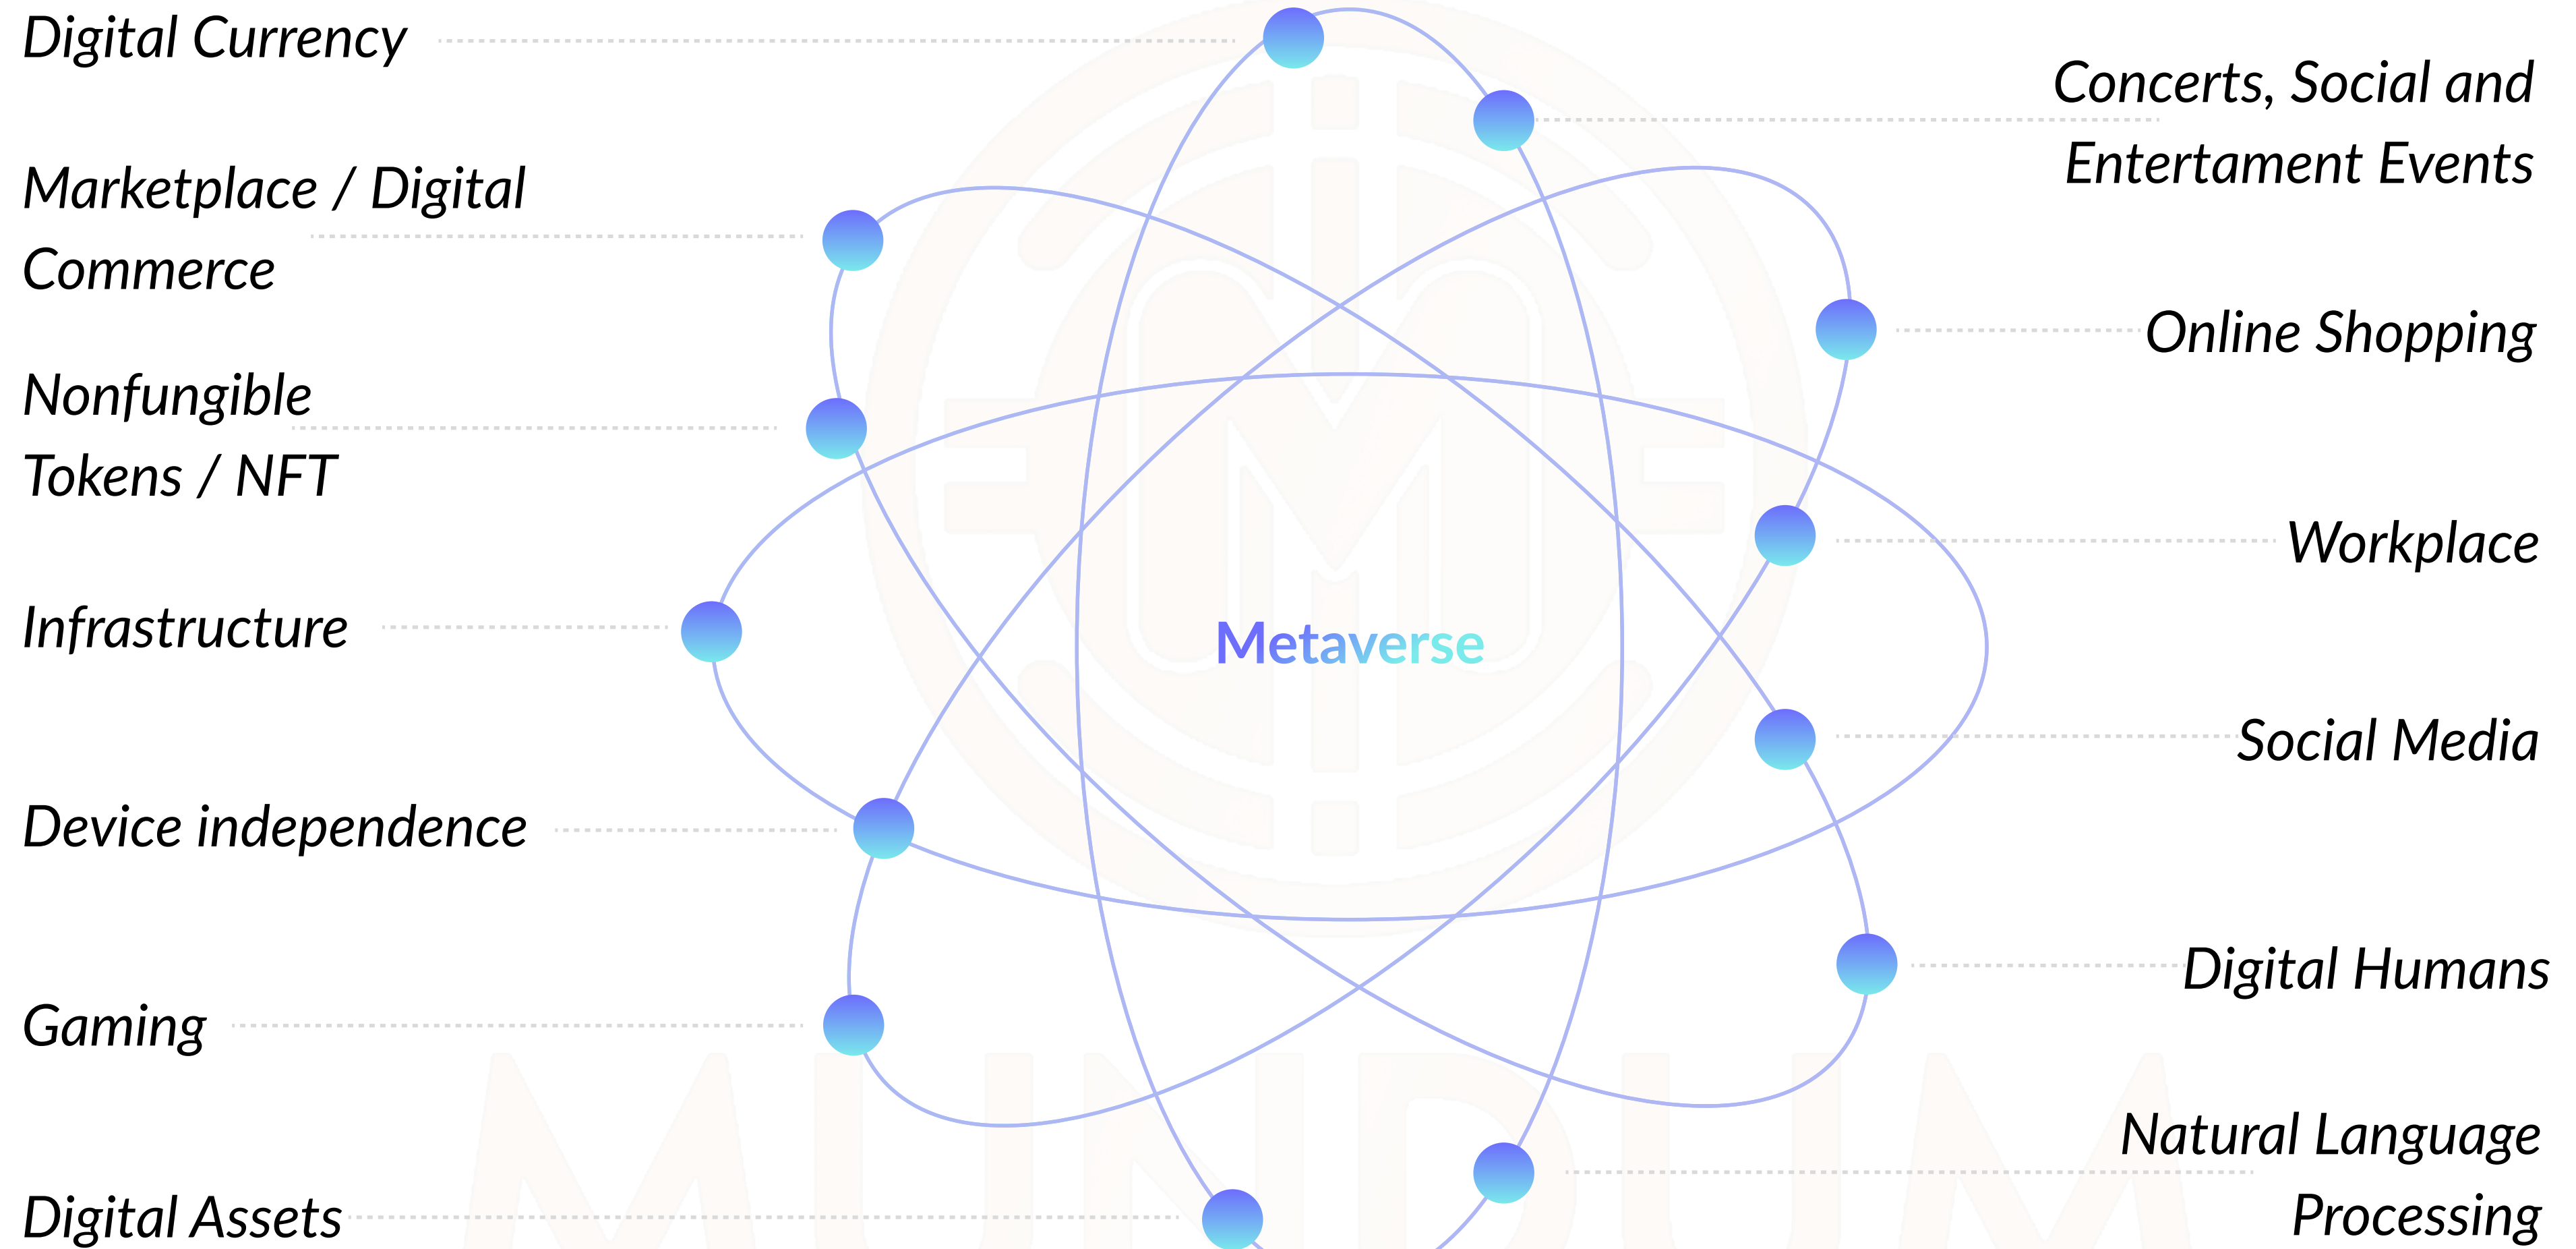 Digital Currency
Marketplace / Digital
Commerce
Nonfungible
Tokens / NFT
Infrastructure
Device independence
Gaming
Digital Assets
Metaverse
Concerts, Social and
Entertament Events
Online Shopping
Workplace
Social Media
Digital Humans
Natural Language
Processing
MUNDUM